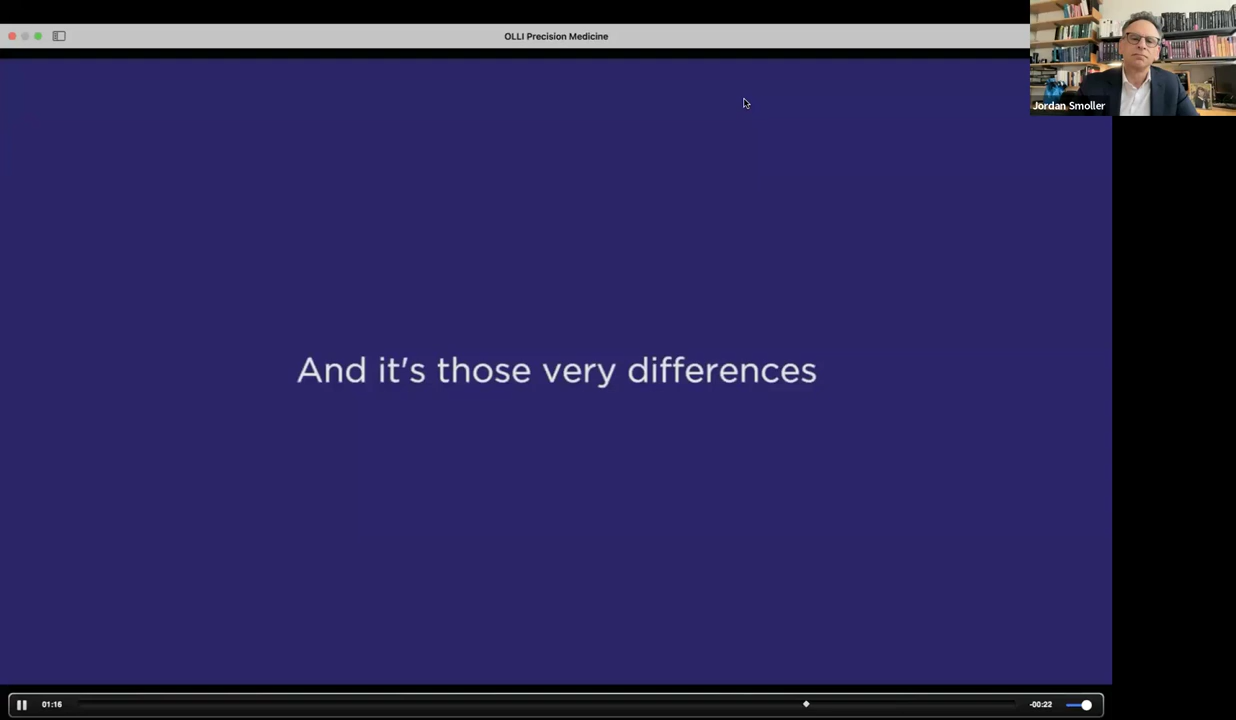 OLLI Precision Medicine
Jordan Smoller
And it's those very differences
01:16
-00:22